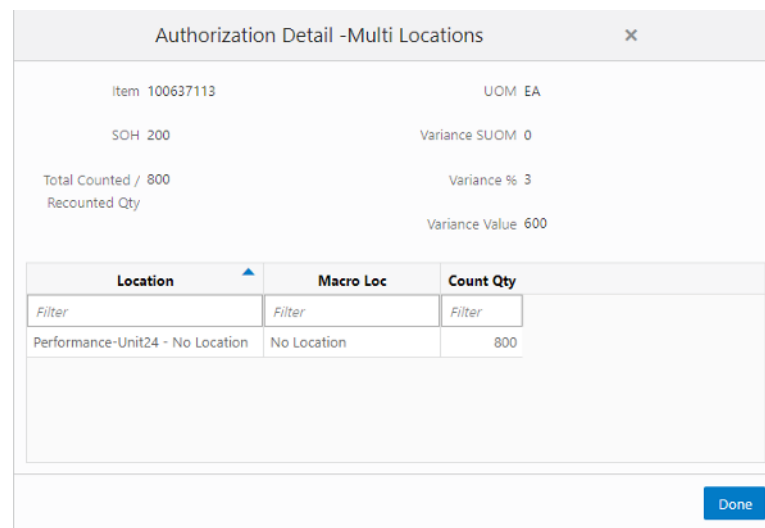 Authorization Detail -Multi Locations
Item 100637113
UOM EA
SOH 200
Variance SUOM 0
Total Counted / 800
Recounted Qty
Variance % 3
Variance Value 600
Location Macro Loc Count Qty
Filter Filter Filter
Performance-Unit24 - No Location No Location 800
Done